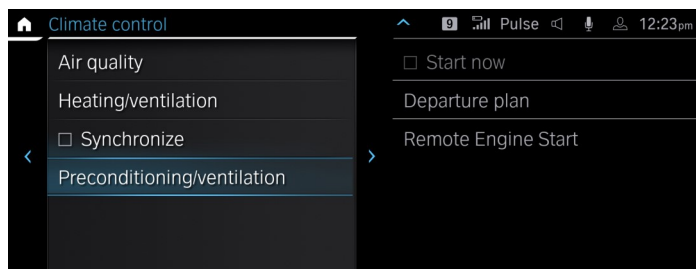 Climate control
9 Pulse 12:23pm
Air quality
Heating/ventilation
Synchronize
Preconditioning/ventilation
Start now
Departure plan
Remote Engine Start